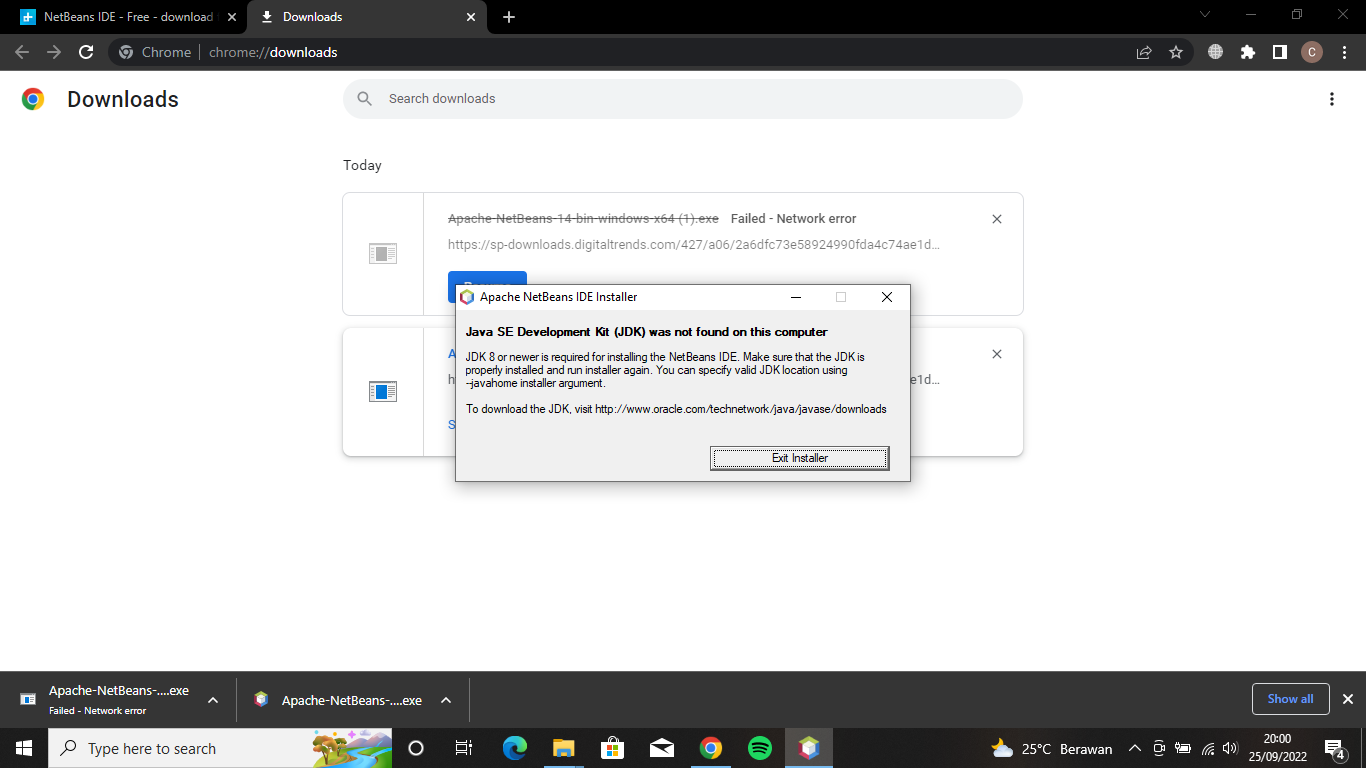 NetBeans IDE - Free - download
Downloads
Chrome
chrome://downloads
C
Downloads
Search downloads
Today
Apache-NetBeans-14-bin-windows-x64 (1).exe Failed - Network error
https://sp-downloads.digitaltrends.com/427/a06/2a6dfc73e58924990fda4c74ae1d...
Apache NetBeans IDE Installer
Java SE Development Kit (JDK) was not found on this computer
JDK 8 or newer is required for installing the NetBeans IDE. Make sure that the JDK is
properly installed and run installer again. You can specify valid JDK location using
--javahome installer argument.
To download the JDK, visit http://www.oracle.com/technetwork/java/javase/downloads
Exit Installer
A
h
e1d...
S
Apache-NetBeans-....exe
Failed - Network error
Apache-NetBeans-....exe
Show all
Type here to search
25°C Berawan
20:00
25/09/2022
4